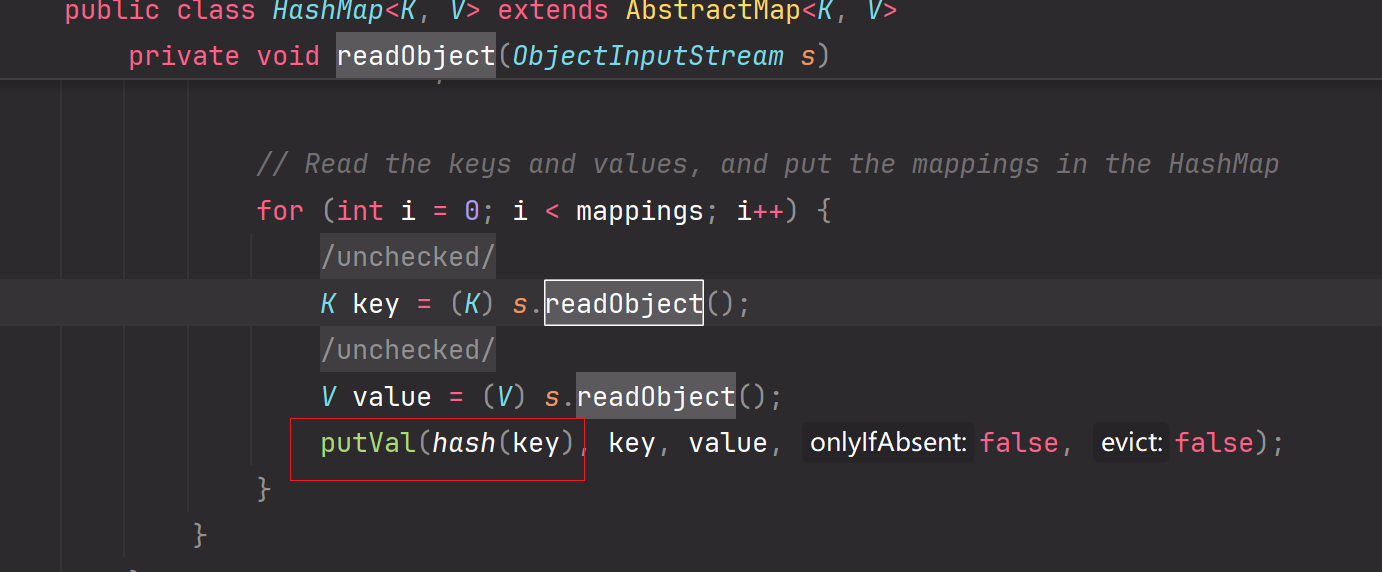 public class HashMap<K, V> extends AbstractMap<K, V>
private void readObject(ObjectInputStream s)
// Read the keys and values, and put the mappings in the HashMap
for (int i = 0; i < mappings; i++) {
/unchecked/
K key = (K) s.readObject();
/unchecked/
V value = (V) s.readObject();
putVal(hash(key), key, value, onlyIfAbsent: false, evict: false);
}
}